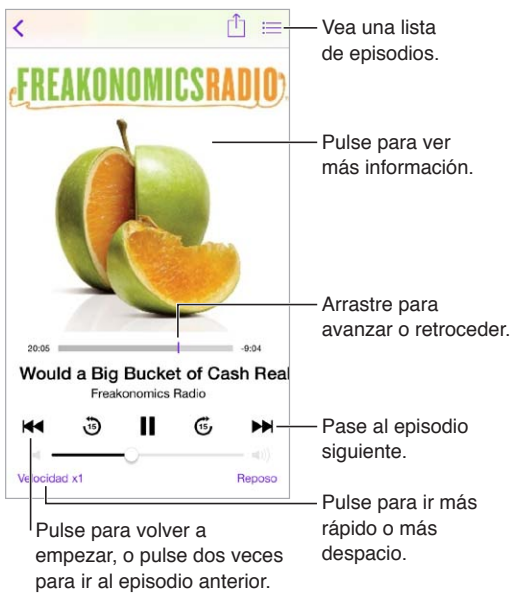 Vea una lista
de episodios.
FREAKONOMICSRADIO
Pulse para ver
más información.
Arrastre para
avanzar o retroceder.
20:05
-9:04
Would a Big Bucket of Cash Real
Freakonomics Radio
15
15
Pase al episodio
siguiente.
Velocidad x1
Reposo
Pulse para ir más
rápido o más
despacio.
Pulse para volver a
empezar, o pulse dos veces
para ir al episodio anterior.